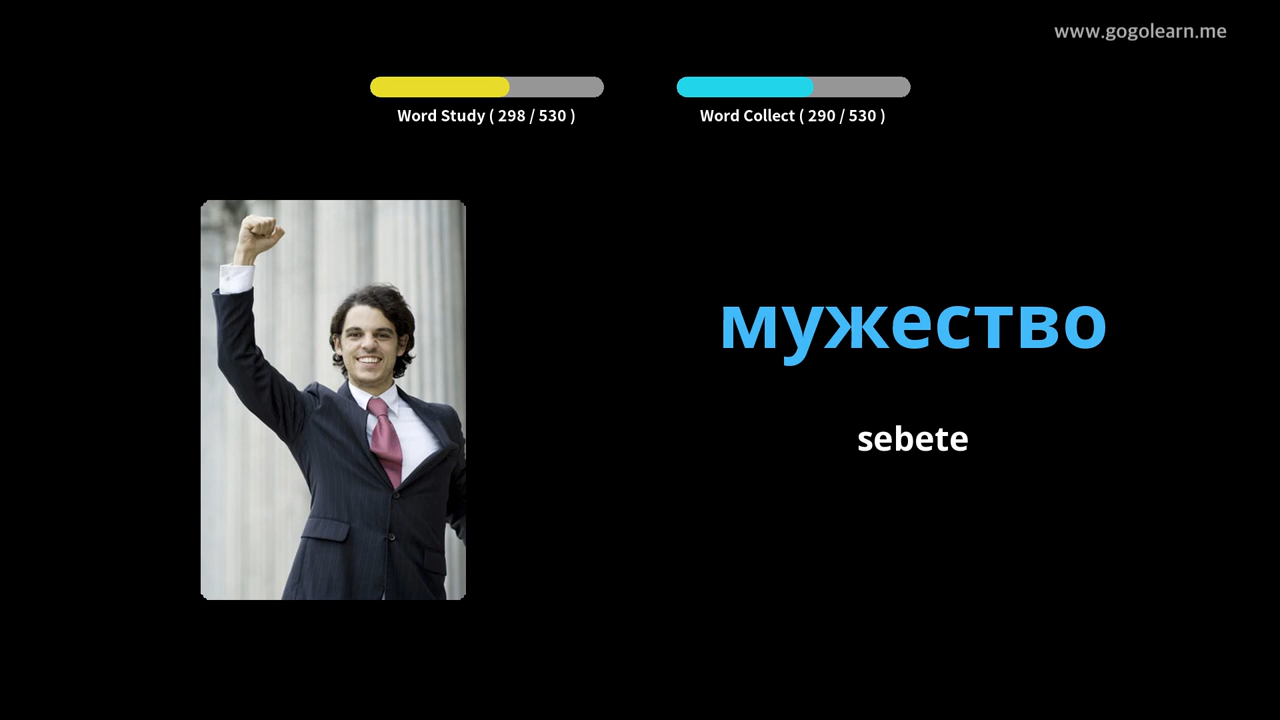 www.gogolearn.me
Word Study ( 298 / 530 )
Word Collect ( 290 / 530 )
мужество
sebete